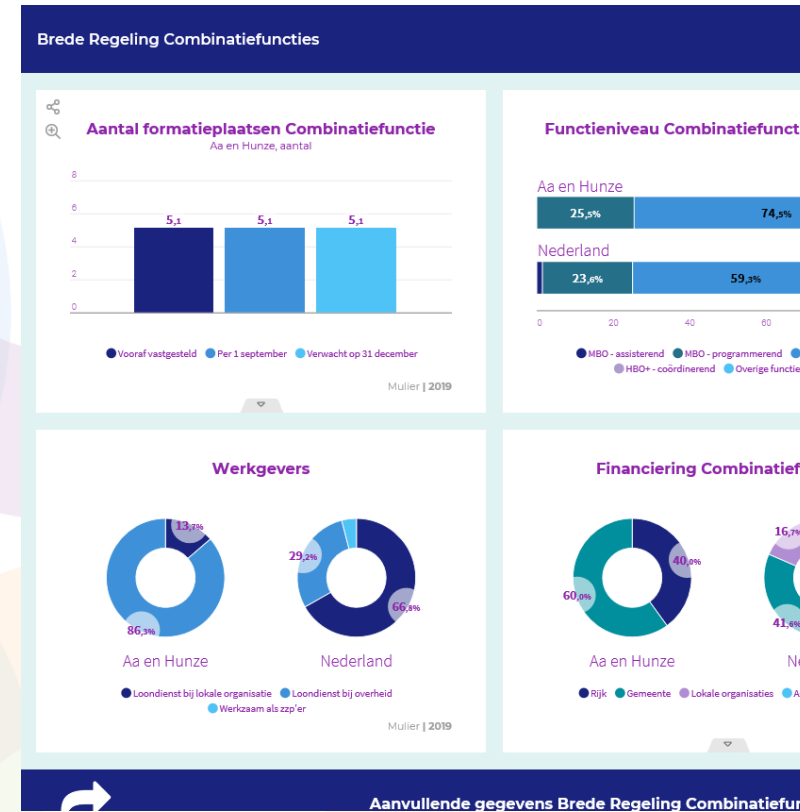 Brede Regeling Combinatiefuncties
Aantal formatieplaatsen Combinatiefunctie
Aa en Hunze, aantal
8
6
4
2
0
5,1
5,1
5,1
Vooraf vastgesteld Per 1 september Verwacht op 31 december
Mulier | 2019
Functieniveau Combinatiefunct
Aa en Hunze
25,5% 74,5%
Nederland
23,6% 59,3%
0 20 40 60
MBO - assisterend MBO - programmerend
HBO+ - coördinerend Overige functie
Werkgevers
13,7%
86,3%
Aa en Hunze
29,2%
66,8%
Nederland
Loondienst bij lokale organisatie Loondienst bij overheid
Werkzaam als zzp'er
Mulier | 2019
Financiering Combinatief
40,0%
60,0%
Aa en Hunze
16,7%
41,6%
Ne
Rijk Gemeente Lokale organisaties A
Aanvullende gegevens Brede Regeling Combinatiefun